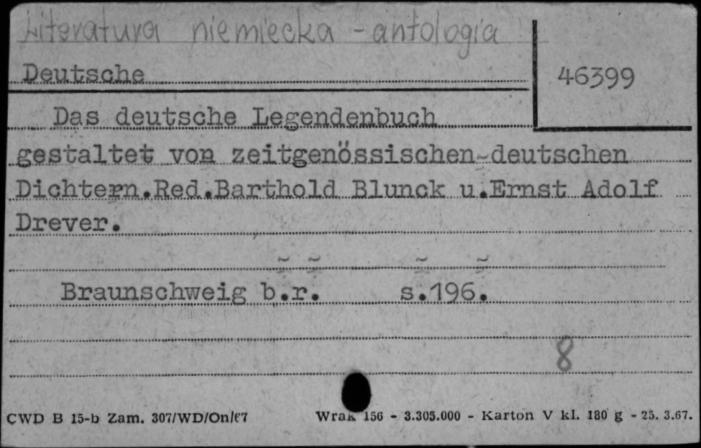 Literatura niemiecka - antologia
Deutsche
46399
Das deutsche Legendenbuch
gestaltet von zeitgenössischen-deutschen
Dichtern.Red.Barthold Blunck u.Ernst Adolf
Drever.
Braunschweig b.r. s.196.
8
CWD B 15-b Zam. 307/WD/On/67 Wrak 156 - 3.305.000 - Karton V kl. 180 g - 25. 3.67.